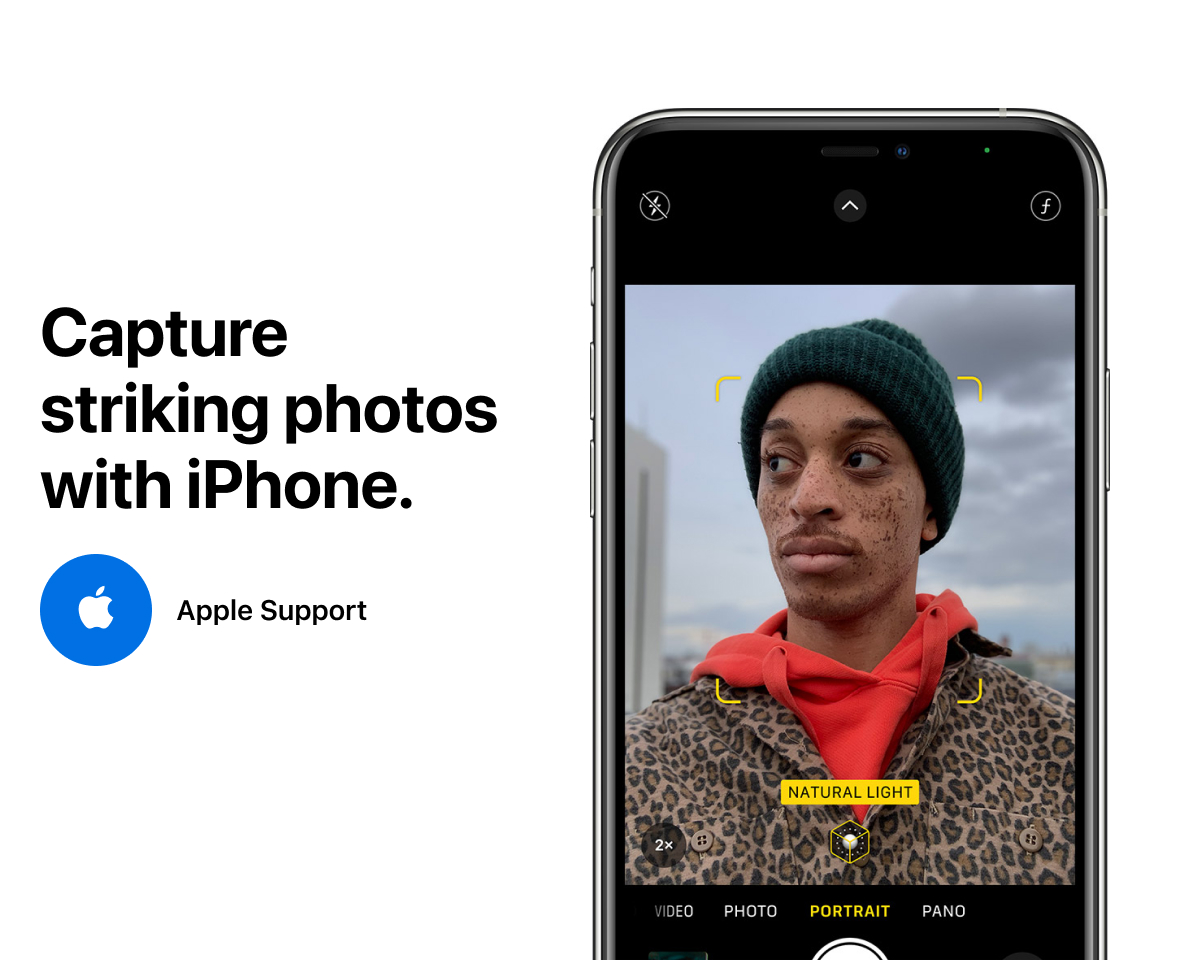 Capture
striking photos
with iPhone.
Apple Support
NATURAL LIGHT
2×
VIDEO PHOTO PORTRAIT PANO